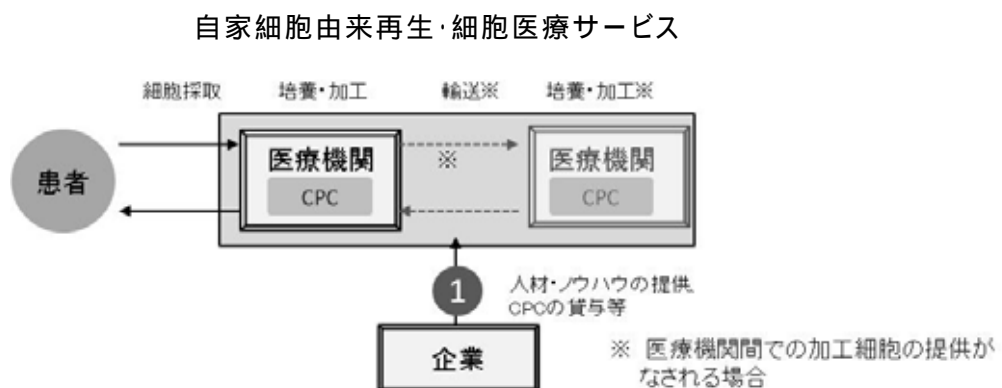 自家細胞由来再生・細胞医療サービス
細胞採取 培養・加工 輸送※ 培養・加工※
患者
医療機関 ※ 医療機関
CPC CPC
1
人材・ノウハウの提供
CPCの貸与等
企業
※ 医療機関間での加工細胞の提供が
なされる場合